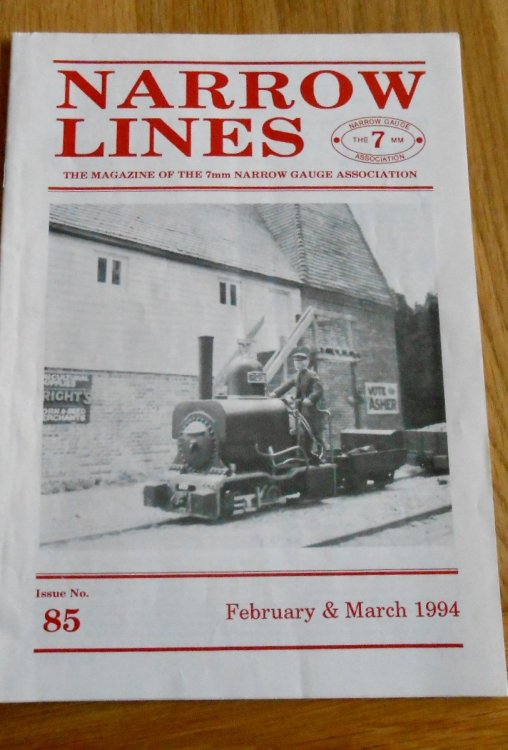 NARROW
LINES
NARROW GAUGE
THE 7 MM
ASSOCIATION
THE MAGAZINE OF THE 7mm NARROW GAUGE ASSOCIATION
RIGHT'S
VOTE
ASHER
Issue No.
85
February & March 1994